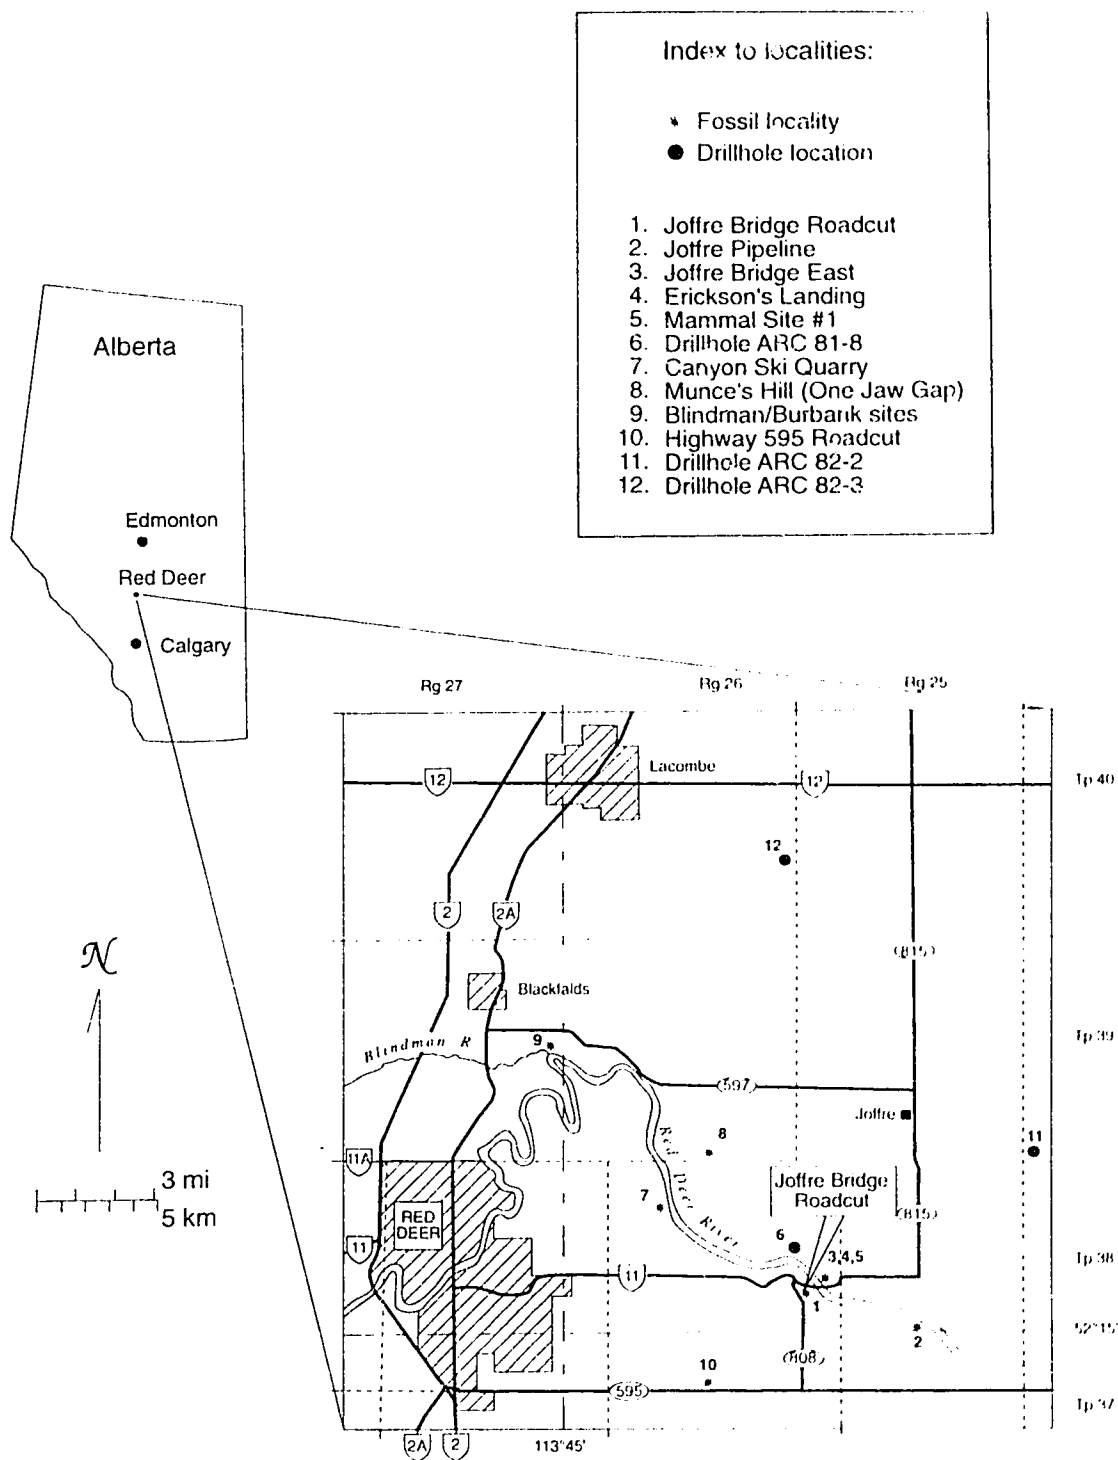 Index to localities:
Fossil locality
Drillhole location
1. Joffre Bridge Roadcut
2. Joffre Pipeline
3. Joffre Bridge East
4. Erickson's Landing
5. Mammal Site #1
6. Drillhole ARC 81-8
7. Canyon Ski Quarry
8. Munce's Hill (One Jaw Gap)
9. Blindman/Burbank sites
10. Highway 595 Roadcut
11. Drillhole ARC 82-2
12. Drillhole ARC 82-3
Alberta
Edmonton
Red Deer
Calgary
Rg 27
Rg 26
Rg 25
Lacombe
12
12
Tp 40
12
2
2A
(815)
N
Blackfalds
Blindman R
9
Tp 39
(597)
Joffre
8
11
Red Deer River
11A
Joffre Bridge
Roadcut
3 mi
5 km
7
RED
DEER
(815)
6
11
3,4,5
Tp 38
11
1
2
52°15'
(808)
10
(595)
Tp 37
2A
2
113°45'